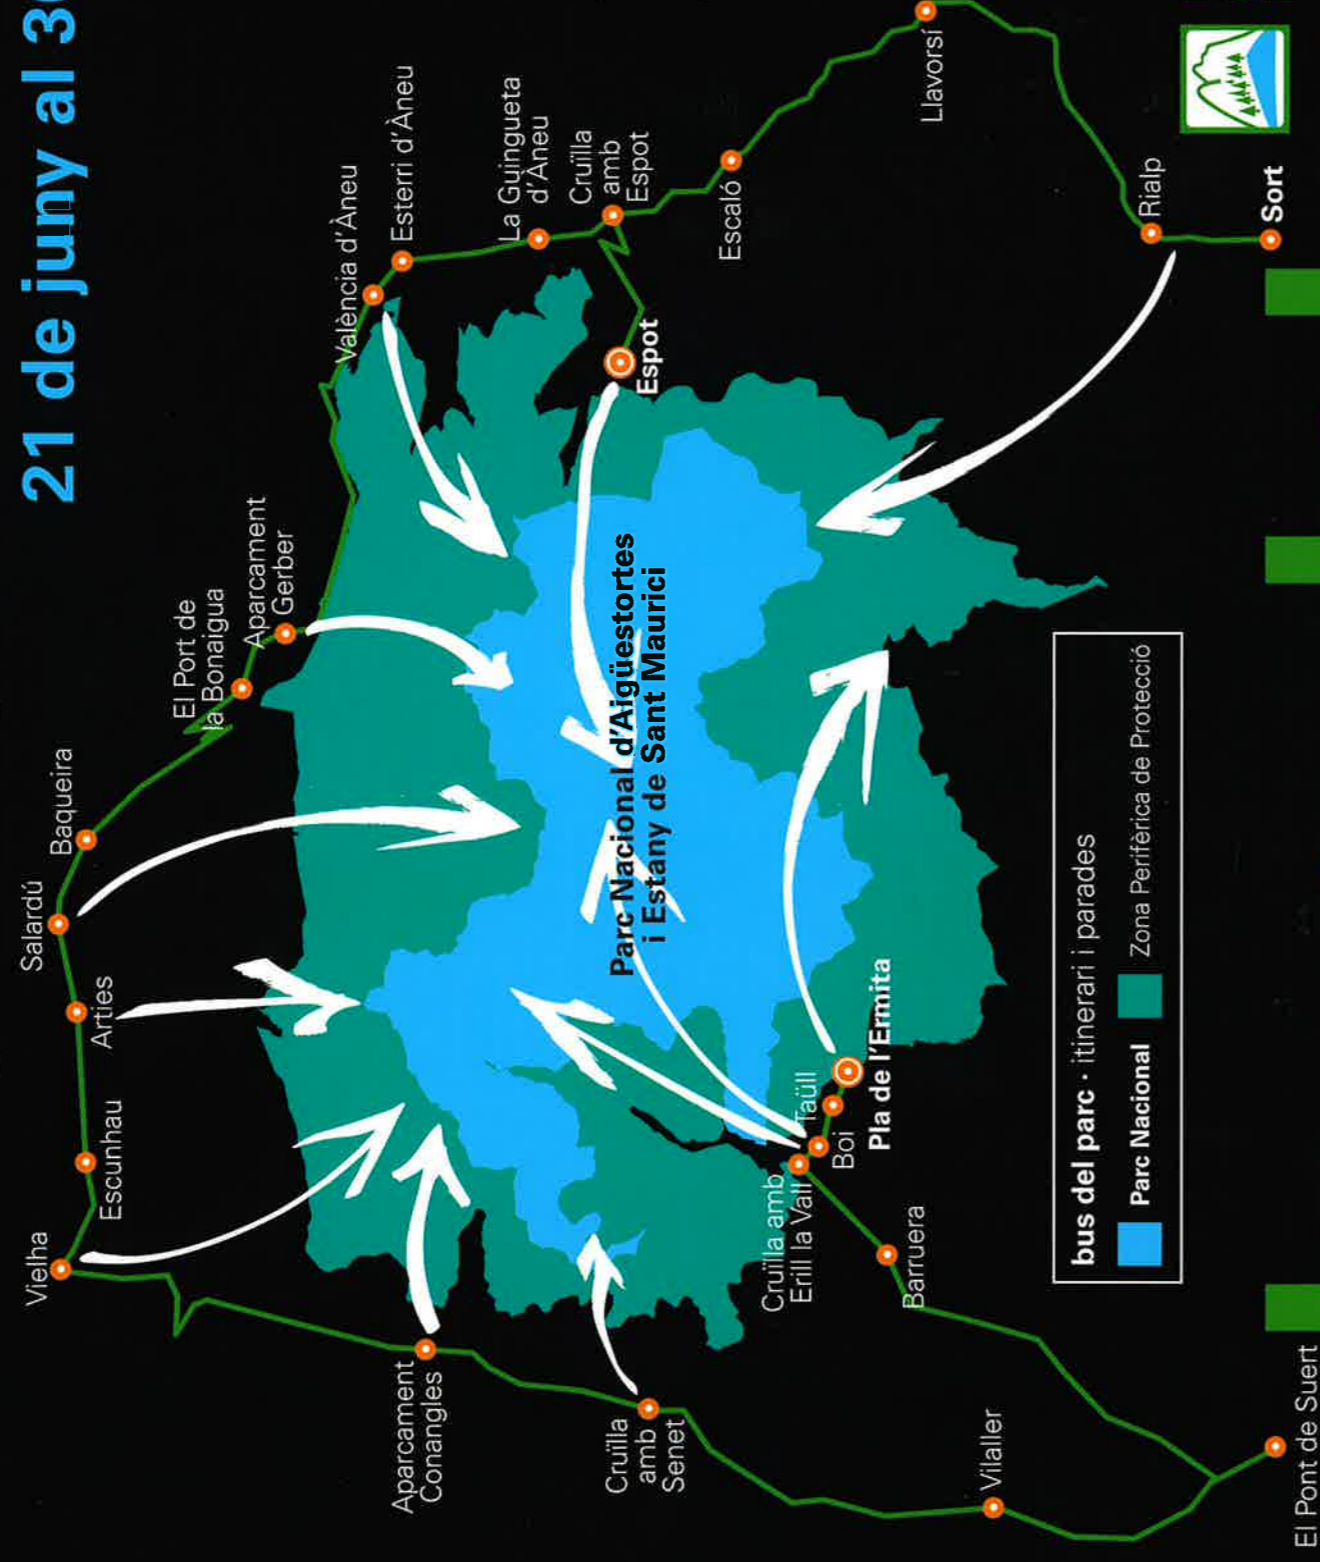 21 de juny al 30
Salardú
Vielha
Baqueira
Arties
Escunhau
El Port de
la Bonaigua
Aparcament
Gerber
València d'Àneu
Esterri d'Àneu
Aparcament
Conangles
La Guingueta
d'Àneu
Cruïlla
amb
Espot
Espot
Cruïlla
amb
Senet
Parc Nacional d'Aigüestortes
i Estany de Sant Maurici
Escaló
Cruïlla amb
Erill la Vall
Taüll
Boí
Pla de l'Ermita
Barruera
Llavorsí
Vilaller
bus del parc · itinerari i parades
Parc Nacional
Zona Perifèrica de Protecció
Rialp
Sort
El Pont de Suert